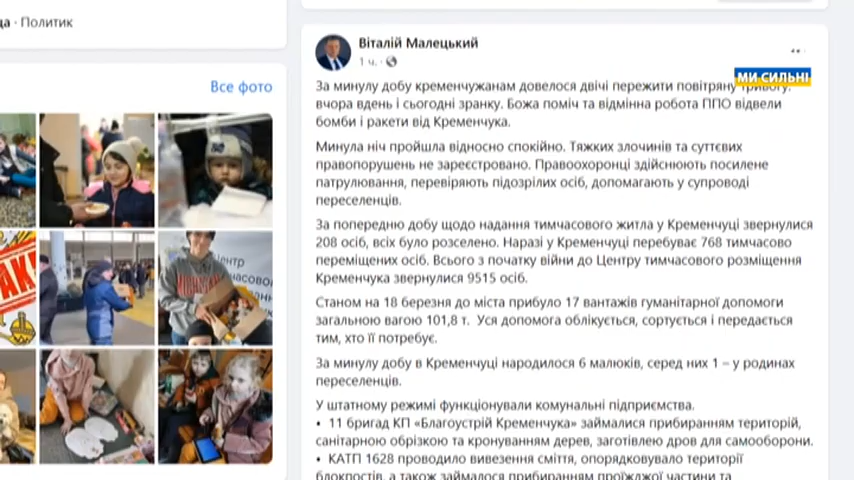 ца · Политик
Все фото
Віталій Малецький
1 ч. ·
МИ СИЛЬНІ
За минулу добу кременчужанам довелося двічі пережити повітряну тривогу:
вчора вдень і сьогодні зранку. Божа поміч та відмінна робота ППО відвели
бомби і ракети від Кременчука.
Минула ніч пройшла відносно спокійно. Тяжких злочинів та суттєвих
правопорушень не зареєстровано. Правоохоронці здійснюють посилене
патрулювання, перевіряють підозрілих осіб, допомагають у супроводі
переселенців.
За попередню добу щодо надання тимчасового житла у Кременчуці звернулися
208 осіб, всіх було розселено. Наразі у Кременчуці перебуває 768 тимчасово
переміщених осіб. Всього з початку війни до Центру тимчасового розміщення
Кременчука звернулися 9515 осіб.
Станом на 18 березня до міста прибуло 17 вантажів гуманітарної допомоги
загальною вагою 101,8 т. Уся допомога облікується, сортується і передається
тим, хто її потребує.
За минулу добу в Кременчуці народилося 6 малюків, серед них 1 – у родинах
переселенців.
У штатному режимі функціонували комунальні підприємства.
• 11 бригад КП «Благоустрій Кременчука» займалися прибиранням територій,
санітарною обрізкою та кронуванням дерев, заготівлею дров для самооборони.
• КАТП 1628 проводило вивезення сміття, опорядковувало території
блокпостів, а також займалося прибиранням проїжджої частини та